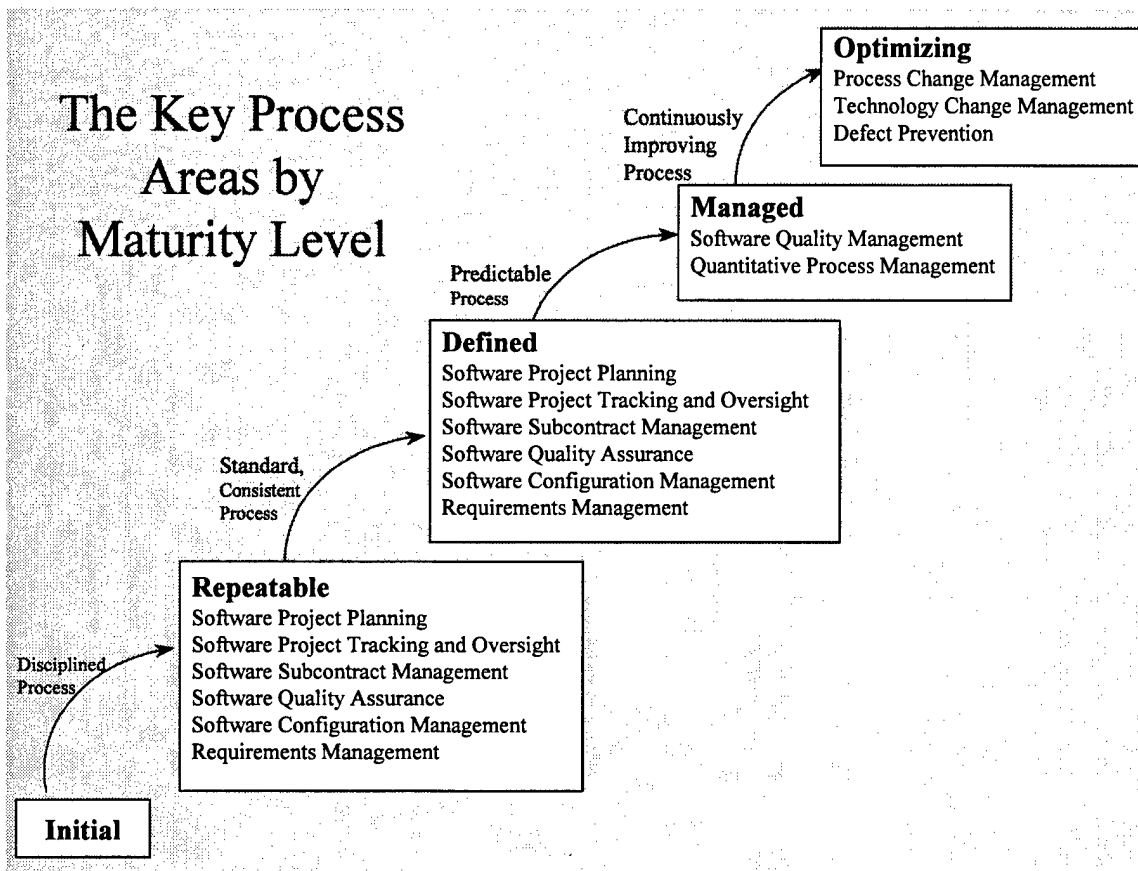 The Key Process
Areas by
Maturity Level
Optimizing
Process Change Management
Technology Change Management
Defect Prevention
Continuously
Improving
Process
Managed
Software Quality Management
Quantitative Process Management
Predictable
Process
Defined
Software Project Planning
Software Project Tracking and Oversight
Software Subcontract Management
Software Quality Assurance
Software Configuration Management
Requirements Management
Standard,
Consistent
Process
Repeatable
Software Project Planning
Software Project Tracking and Oversight
Software Subcontract Management
Software Quality Assurance
Software Configuration Management
Requirements Management
Disciplined
Process
Initial